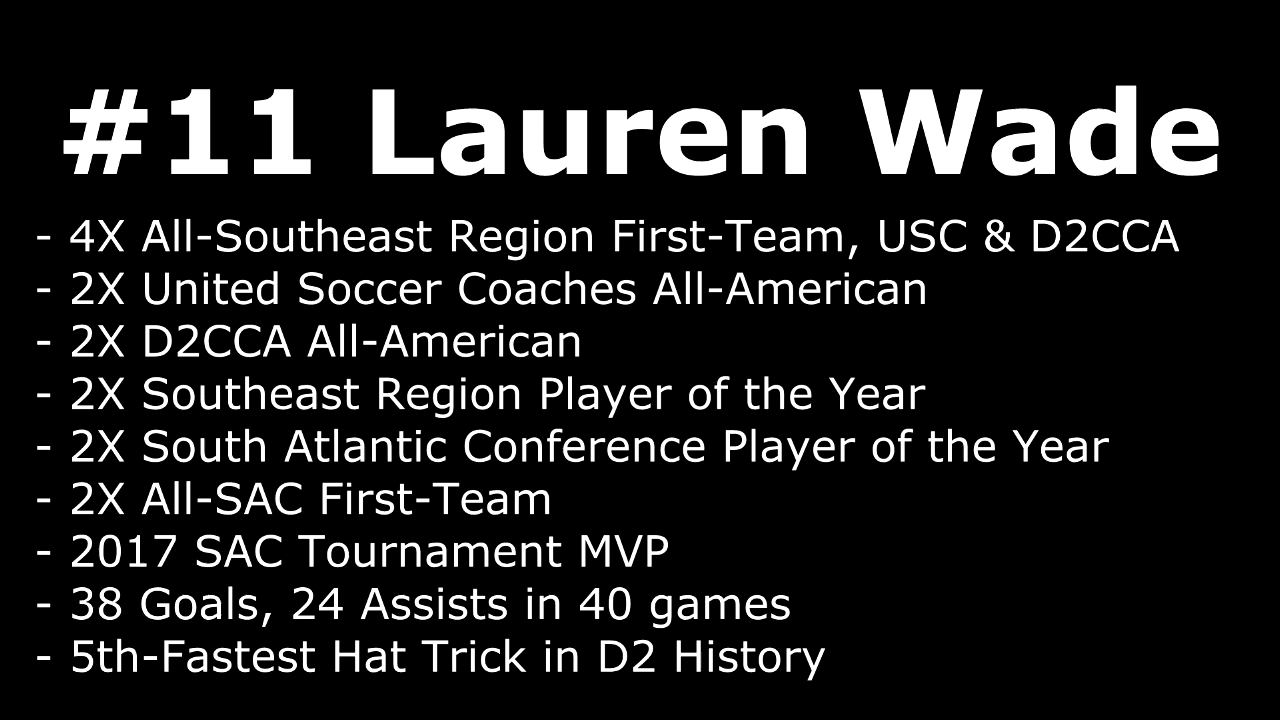 #11 Lauren Wade
- 4X All-Southeast Region First-Team, USC & D2CCA
- 2X United Soccer Coaches All-American
- 2X D2CCA All-American
- 2X Southeast Region Player of the Year
- 2X South Atlantic Conference Player of the Year
- 2X All-SAC First-Team
- 2017 SAC Tournament MVP
- 38 Goals, 24 Assists in 40 games
- 5th-Fastest Hat Trick in D2 History